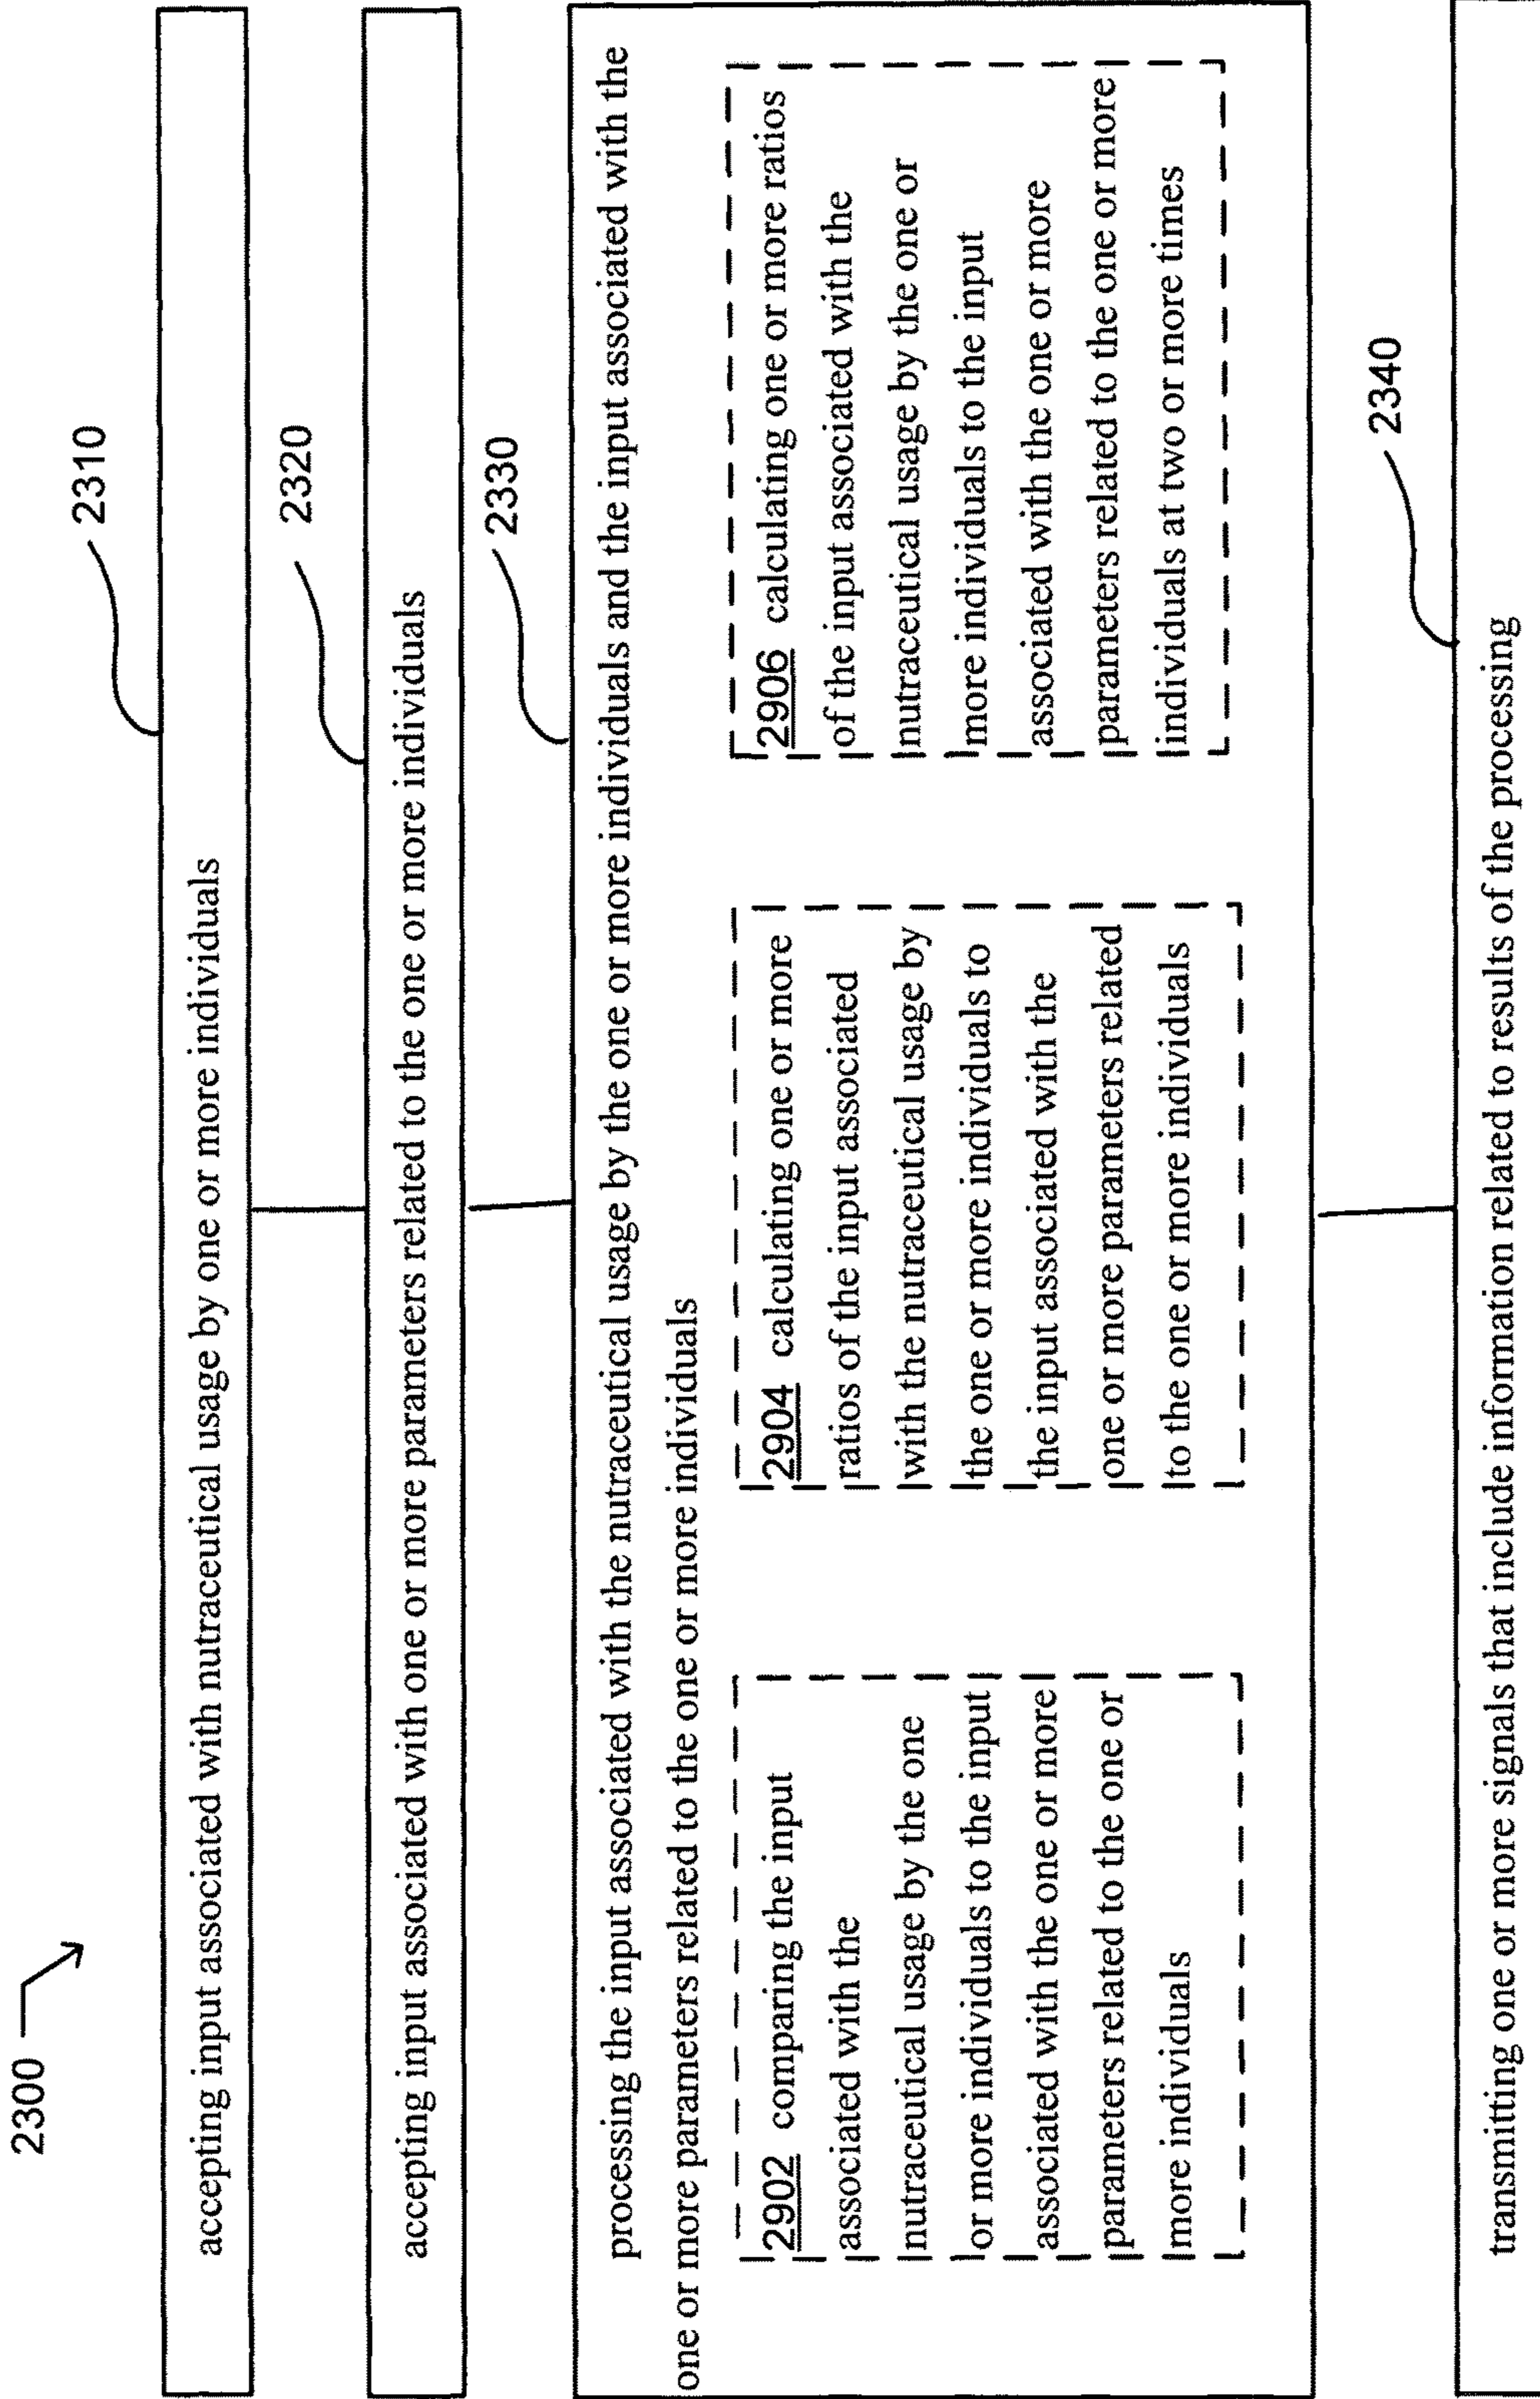 2300
2310
accepting input associated with nutraceutical usage by one or more individuals
2320
accepting input associated with one or more parameters related to the one or more individuals
2330
processing the input associated with the nutraceutical usage by the one or more individuals and the input associated with the
one or more parameters related to the one or more individuals
2902 comparing the input
associated with the
nutraceutical usage by the one
or more individuals to the input
associated with the one or more
parameters related to the one or
more individuals
2904 calculating one or more
ratios of the input associated
with the nutraceutical usage by
the one or more individuals to
the input associated with the
one or more parameters related
to the one or more individuals
2906 calculating one or more ratios
of the input associated with the
nutraceutical usage by the one or
more individuals to the input
associated with the one or more
parameters related to the one or more
individuals at two or more times
2340
transmitting one or more signals that include information related to results of the processing